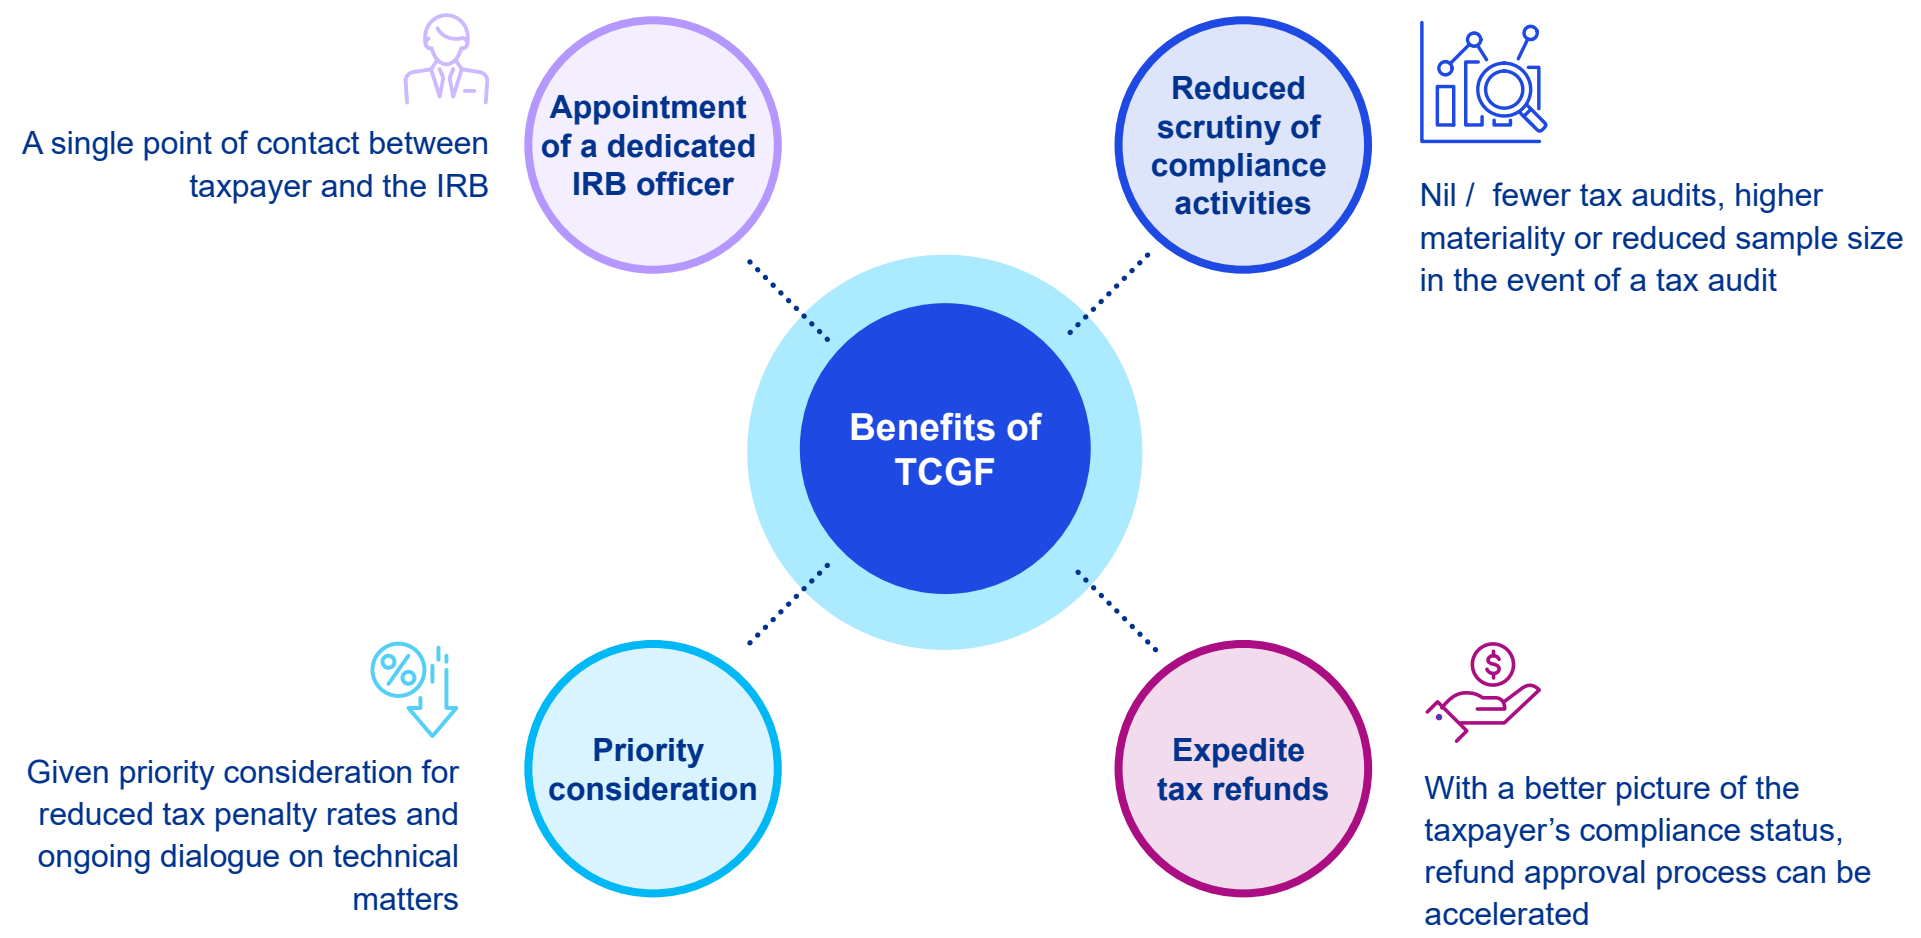 Appointment
of a dedicated
IRB officer
A single point of contact between
taxpayer and the IRB
Reduced
scrutiny of
compliance
activities
Nil /  fewer tax audits, higher
materiality or reduced sample size
in the event of a tax audit
Benefits of
TCGF
%
Priority
consideration
Given priority consideration for
reduced tax penalty rates and
ongoing dialogue on technical
matters
$
Expedite
tax refunds
With a better picture of the
taxpayer’s compliance status,
refund approval process can be
accelerated